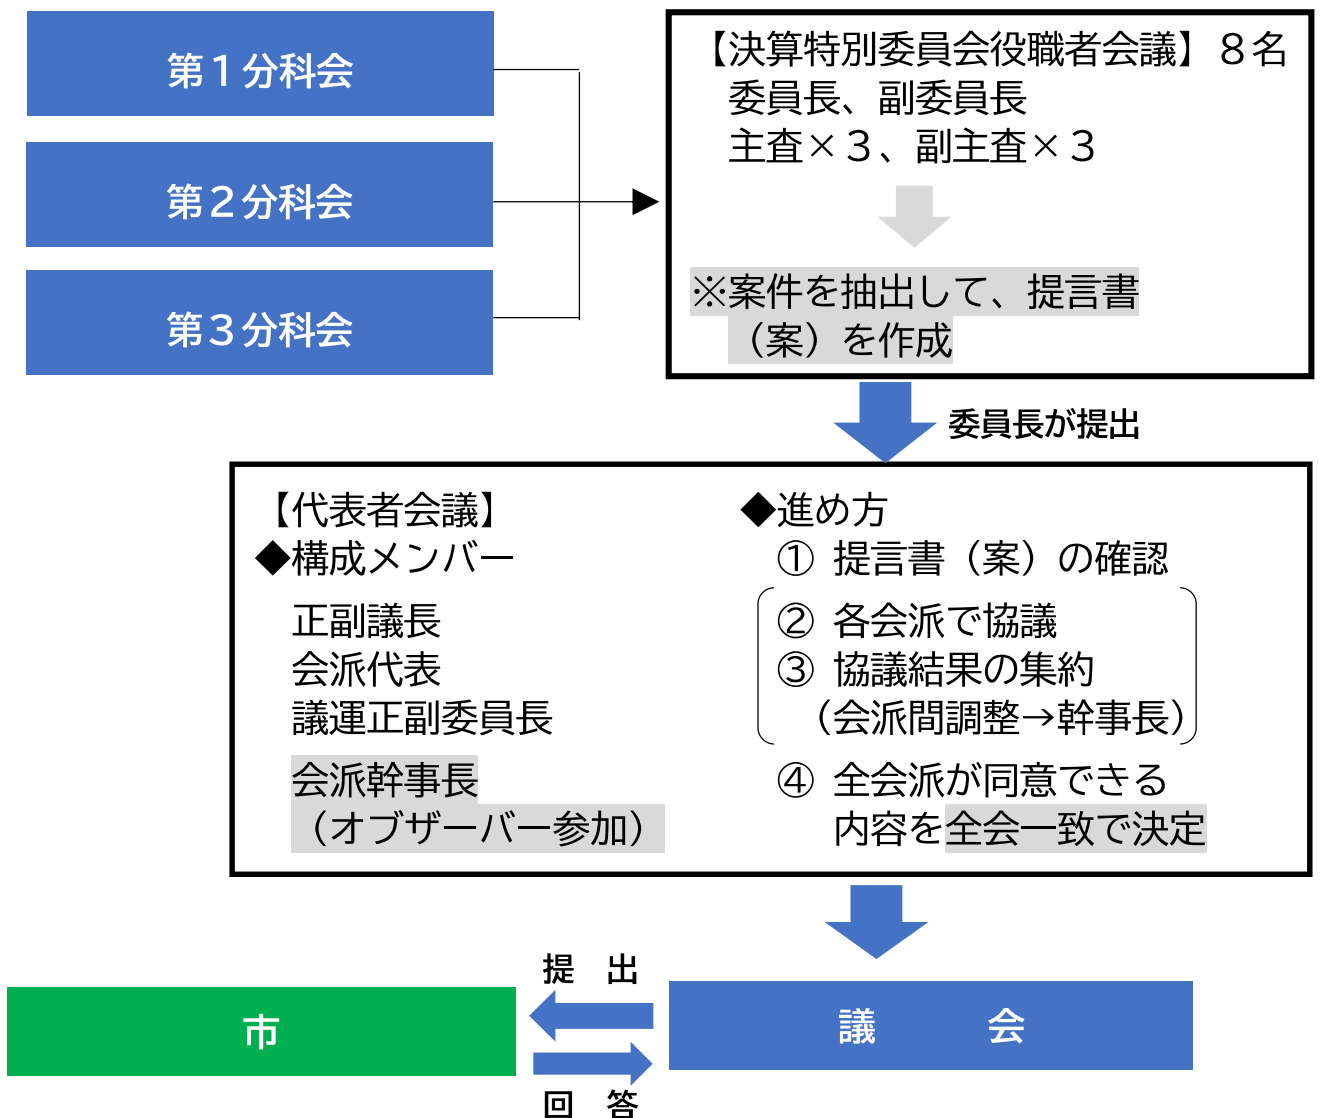 第１分科会
第２分科会
第３分科会
【決算特別委員会役職者会議】８名
委員長、副委員長
主査×３、副主査×３
※案件を抽出して、提言書
（案）を作成
委員長が提出
【代表者会議】
◆構成メンバー
正副議長
会派代表
議運正副委員長
会派幹事長
（オブザーバー参加）
◆進め方
① 提言書（案）の確認
② 各会派で協議
③ 協議結果の集約
（会派間調整→幹事長）
④ 全会派が同意できる
内容を全会一致で決定
提　出
市
議　　　会
回　答